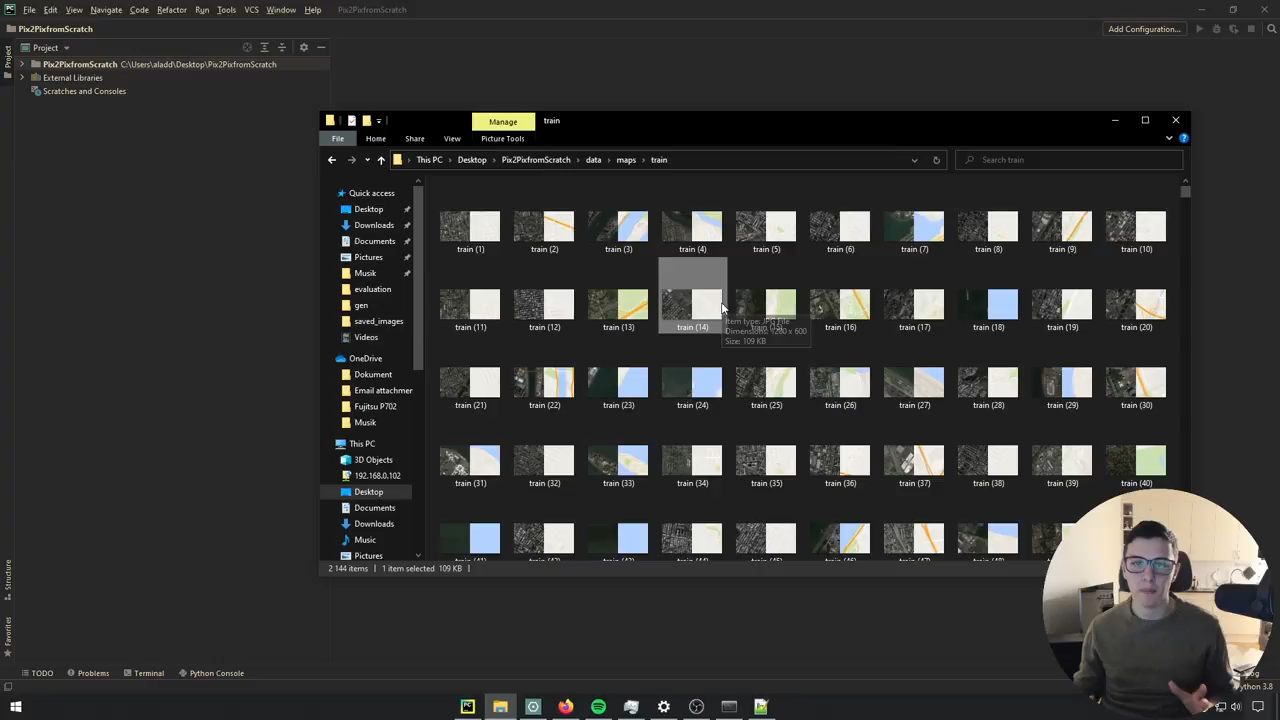 File Edit View Navigate Code Refactor Run Tools VCS Window Help Pix2PixfromScratch
Pix2PixfromScratch
Add Configuration...
Project
Project
Pix2PixfromScratch C:\Users\aladd\Desktop\Pix2PixfromScratch
External Libraries
Scratches and Consoles
Manage
train
File Home Share View Picture Tools
This PC Desktop Pix2PixfromScratch data maps train
Search train
Quick access
Desktop
Downloads
Documents
Pictures
Musik
evaluation
gen
saved_images
Videos
OneDrive
Dokument
Email attachmer
Fujitsu P702
Musik
This PC
3D Objects
192.168.0.102
Desktop
Documents
Downloads
Music
Pictures
train (1) train (2) train (3) train (4) train (5) train (6) train (7) train (8) train (9) train (10)
train (11) train (12) train (13) train (14) train (16) train (17) train (18) train (19) train (20)
Item type: JPG File
Dimensions: 1200 x 600
Size: 109 KB
train (21) train (22) train (23) train (24) train (25) train (26) train (27) train (28) train (29) train (30)
train (31) train (32) train (33) train (34) train (35) train (36) train (37) train (38) train (39) train (40)
2 144 items 1 item selected 109 KB
Structure
Favorites
TODO Problems Terminal Python Console
ython 3.8